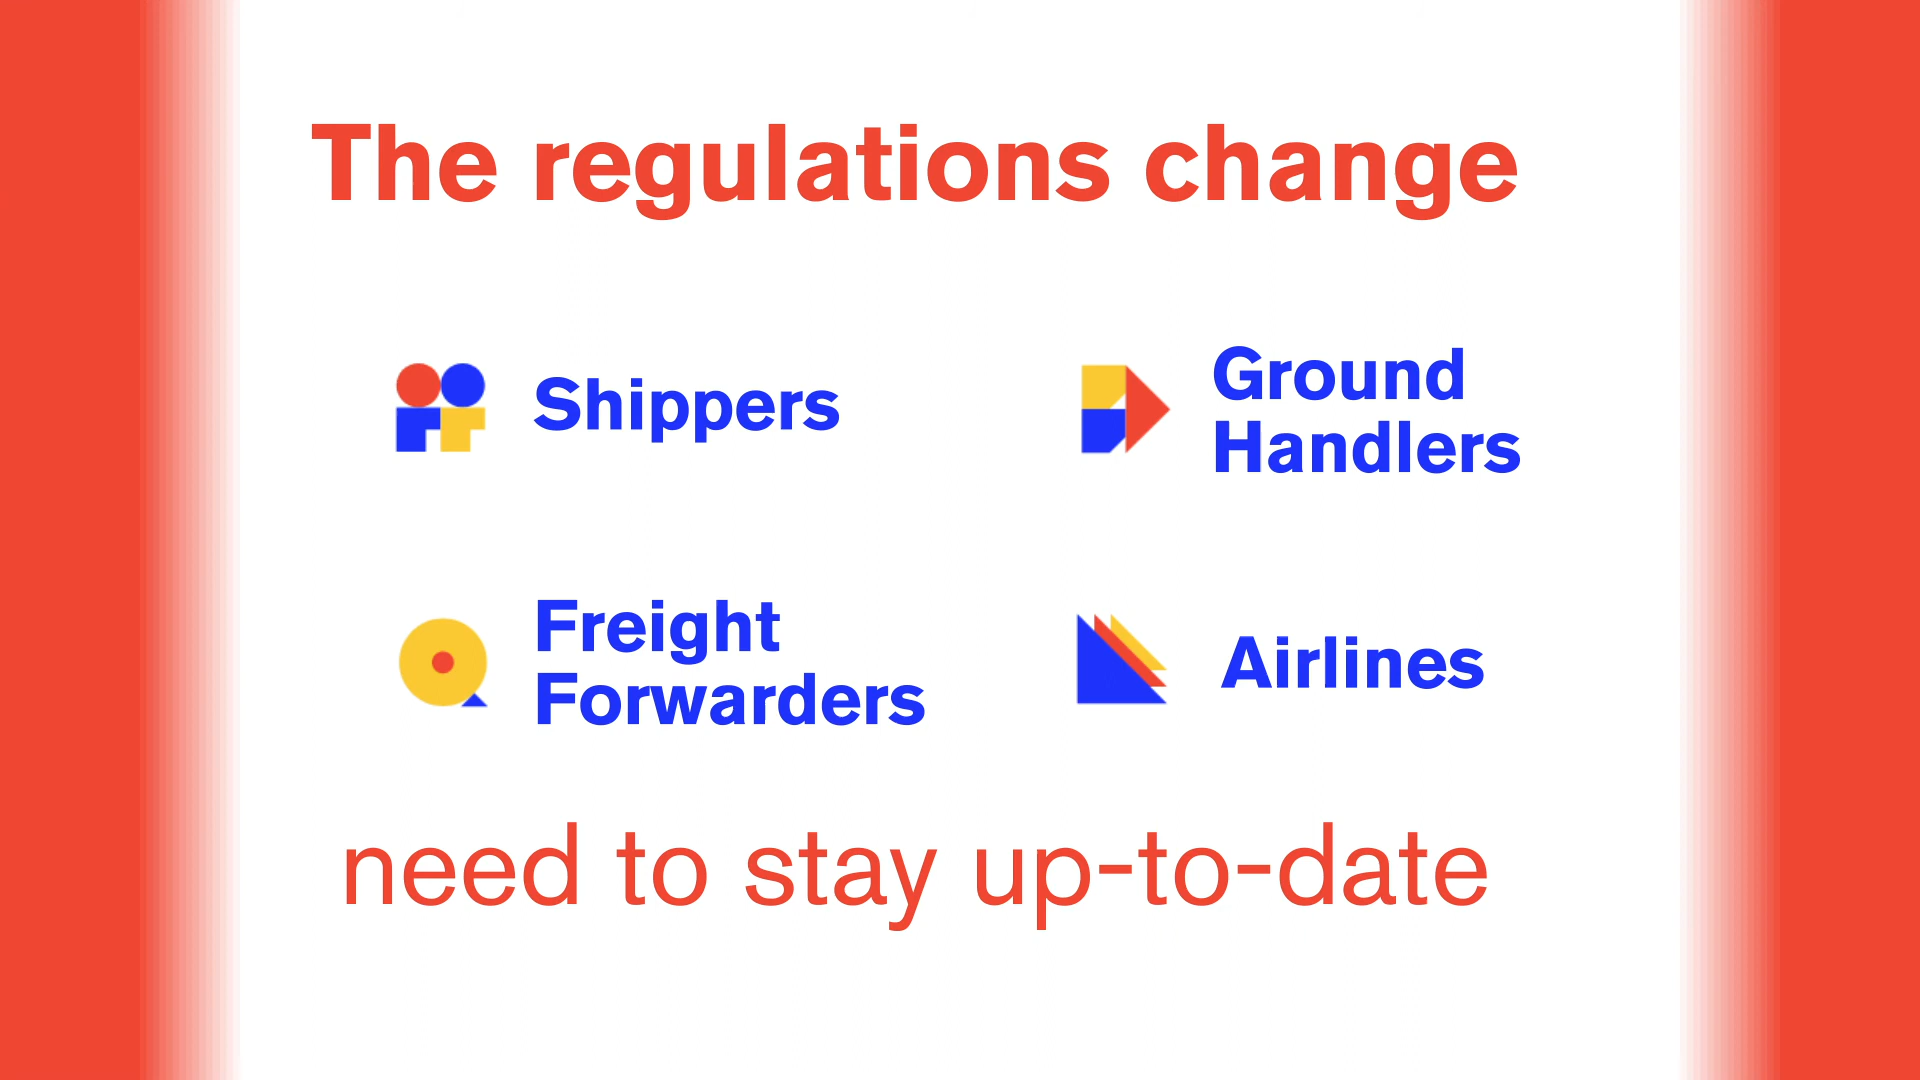 The regulations change
Shippers
Ground
Handlers
Freight
Forwarders
Airlines
need to stay up-to-date